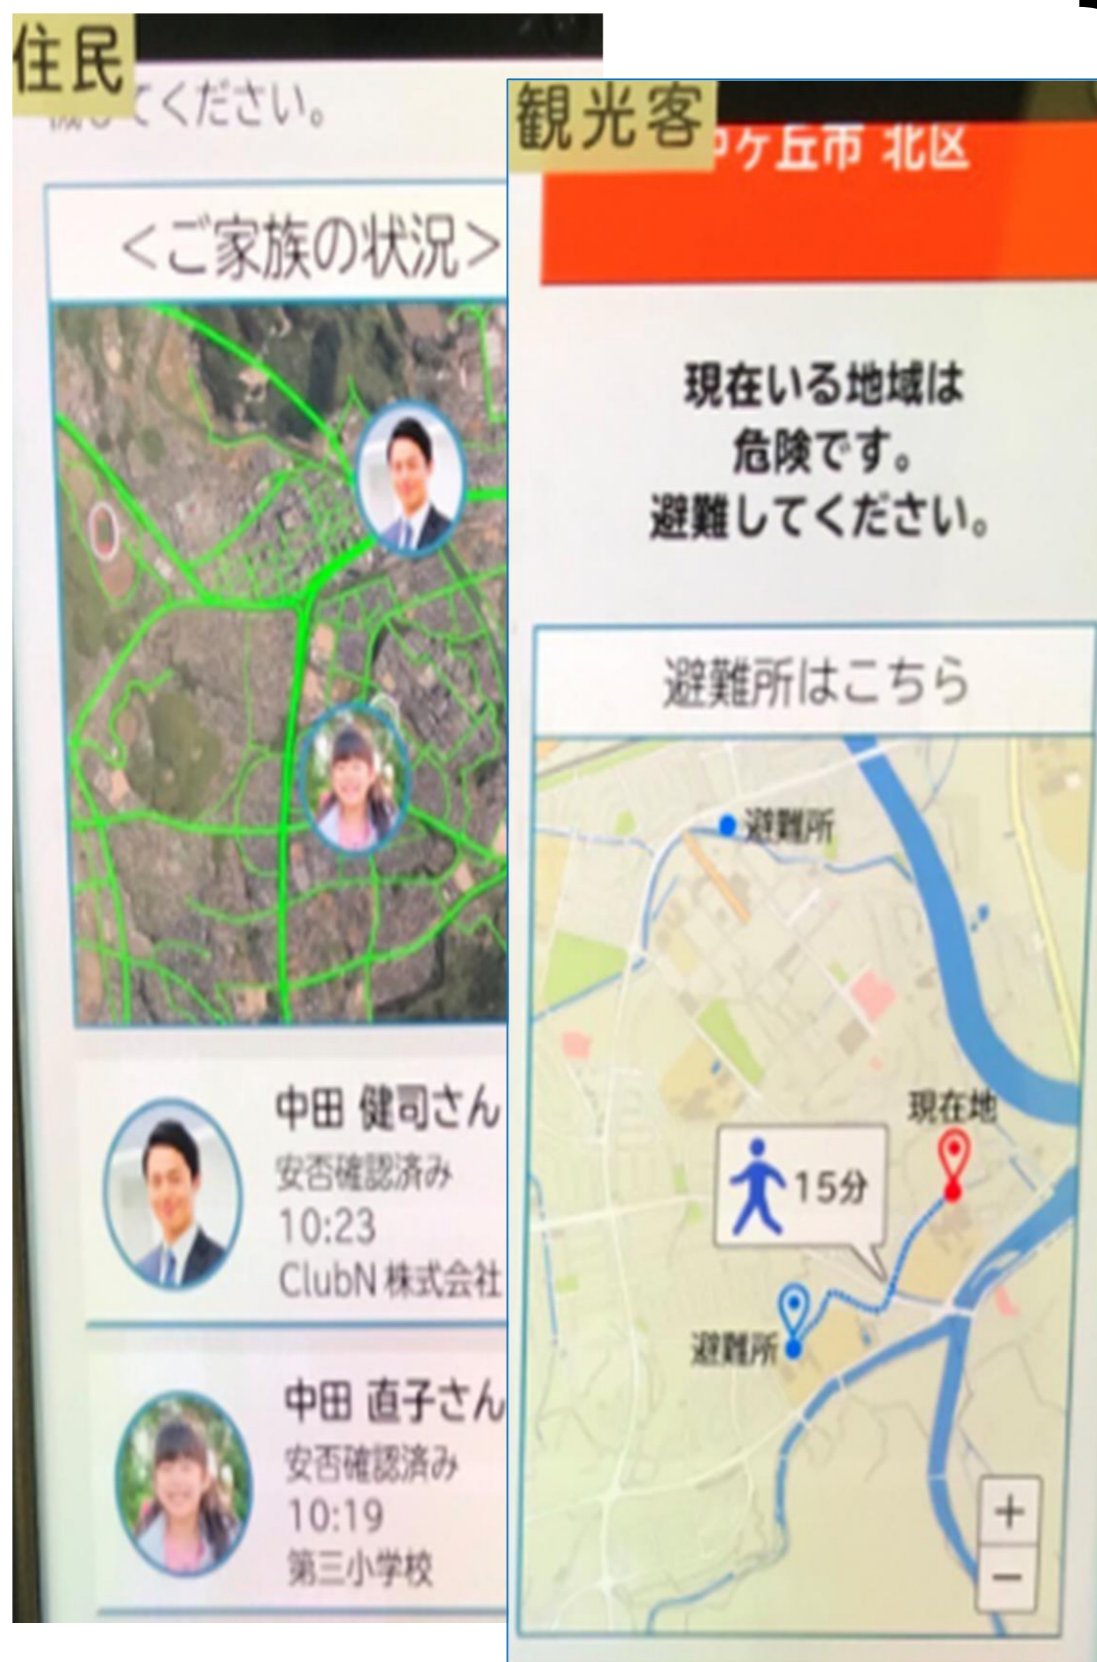 住民
てください。
<ご家族の状況>
中田 健司さん
安否確認済み
10:23
ClubN 株式会社
中田 直子さん
安否確認済み
10:19
第三小学校
観光客
ヶ丘市 北区
現在いる地域は
危険です。
避難してください。
避難所はこちら
避難所
現在地
15分
避難所
+
−